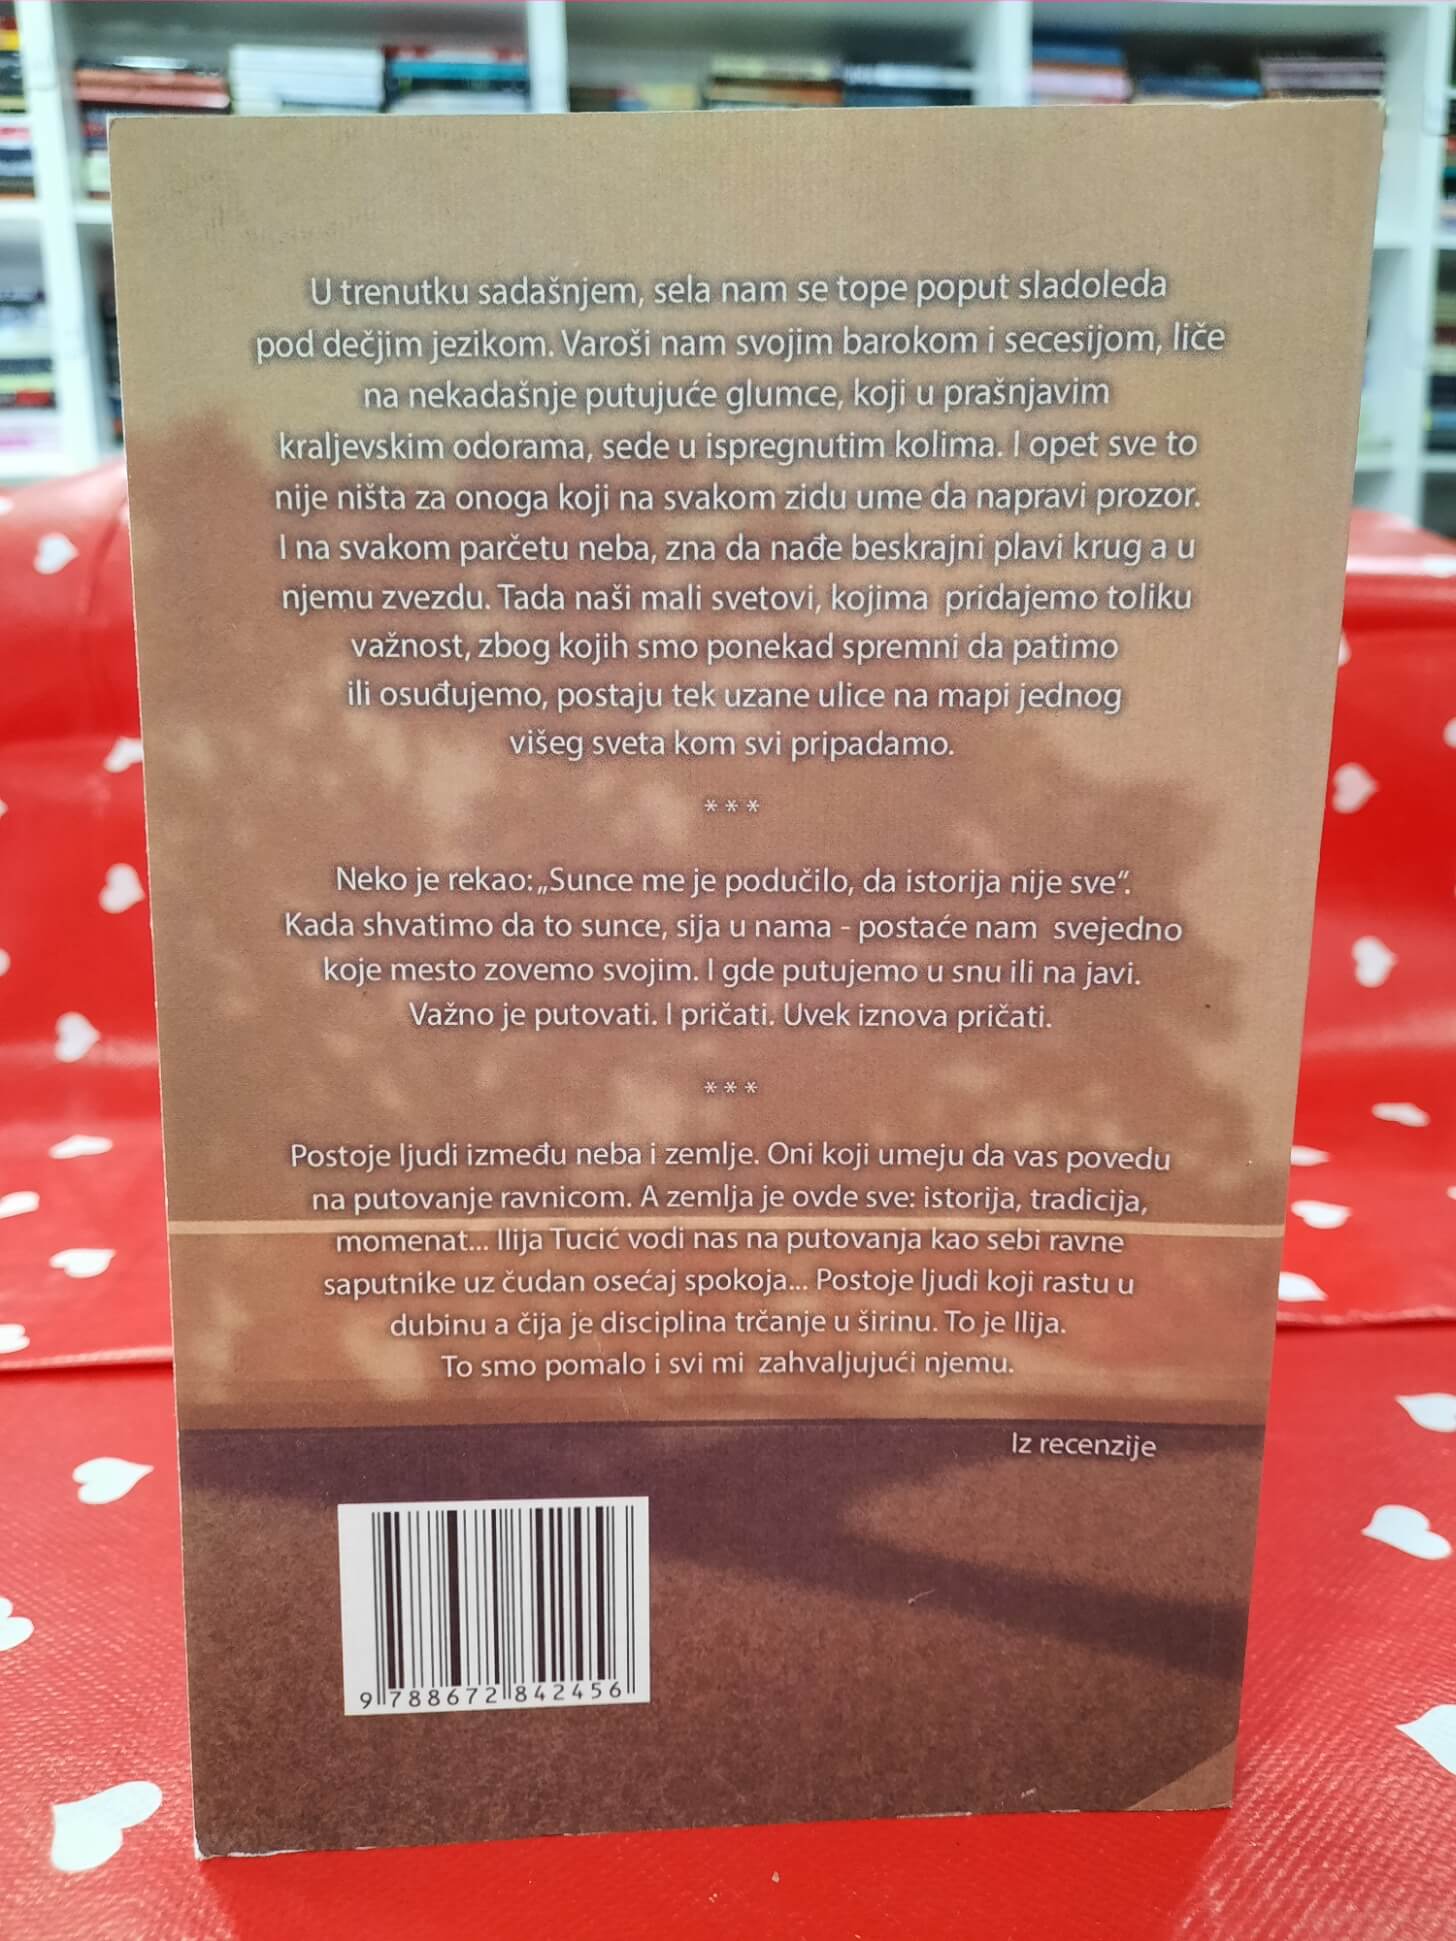 U trenutku sadašnjem, sela nam se tope poput sladoleda
pod dečjim jezikom. Varoši nam svojim barokom i secesijom, liče
na nekadašnje putujuće glumce, koji u prašnjavim
kraljevskim odorama, sede u ispregnutim kolima. I opet sve to
nije ništa za onoga koji na svakom zidu ume da napravi prozor.
I na svakom parčetu neba, zna da nađe beskrajni plavi krug a u
njemu zvezdu. Tada naši mali svetovi, kojima pridajemo toliku
važnost, zbog kojih smo ponekad spremni da patimo
ili osuđujemo, postaju tek uzane ulice na mapi jednog
višeg sveta kom svi pripadamo.
* * *
Neko je rekao: „Sunce me je podučilo, da istorija nije sve“.
Kada shvatimo da to sunce, sija u nama - postaće nam svejedno
koje mesto zovemo svojim. I gde putujemo u snu ili na javi.
Važno je putovati. I pričati. Uvek iznova pričati.
* * *
Postoje ljudi između neba i zemlje. Oni koji umeju da vas povedu
na putovanje ravnicom. A zemlja je ovde sve: istorija, tradicija,
momenat... Ilija Tucić vodi nas na putovanja kao sebi ravne
saputnike uz čudan osećaj spokoja... Postoje ljudi koji rastu u
dubinu a čija je disciplina trčanje u širinu. To je Ilija.
To smo pomalo i svi mi zahvaljujući njemu.
Iz recenzije
9 788672 842456